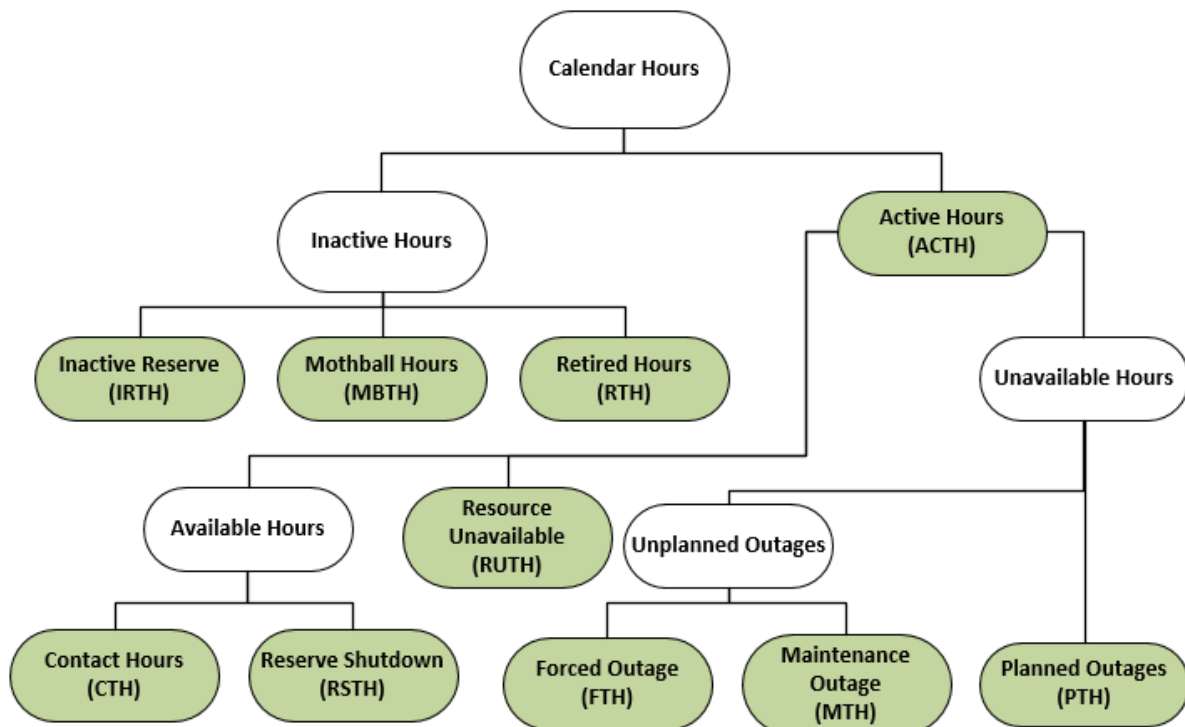 Calendar Hours
Inactive Hours
Active Hours
(ACTH)
Inactive Reserve
(IRTH)
Mothball Hours
(MBTH)
Retired Hours
(RTH)
Unavailable Hours
Available Hours
Resource
Unavailable
(RUTH)
Unplanned Outages
Contact Hours
(CTH)
Reserve Shutdown
(RSTH)
Forced Outage
(FTH)
Maintenance
Outage
(MTH)
Planned Outages
(PTH)